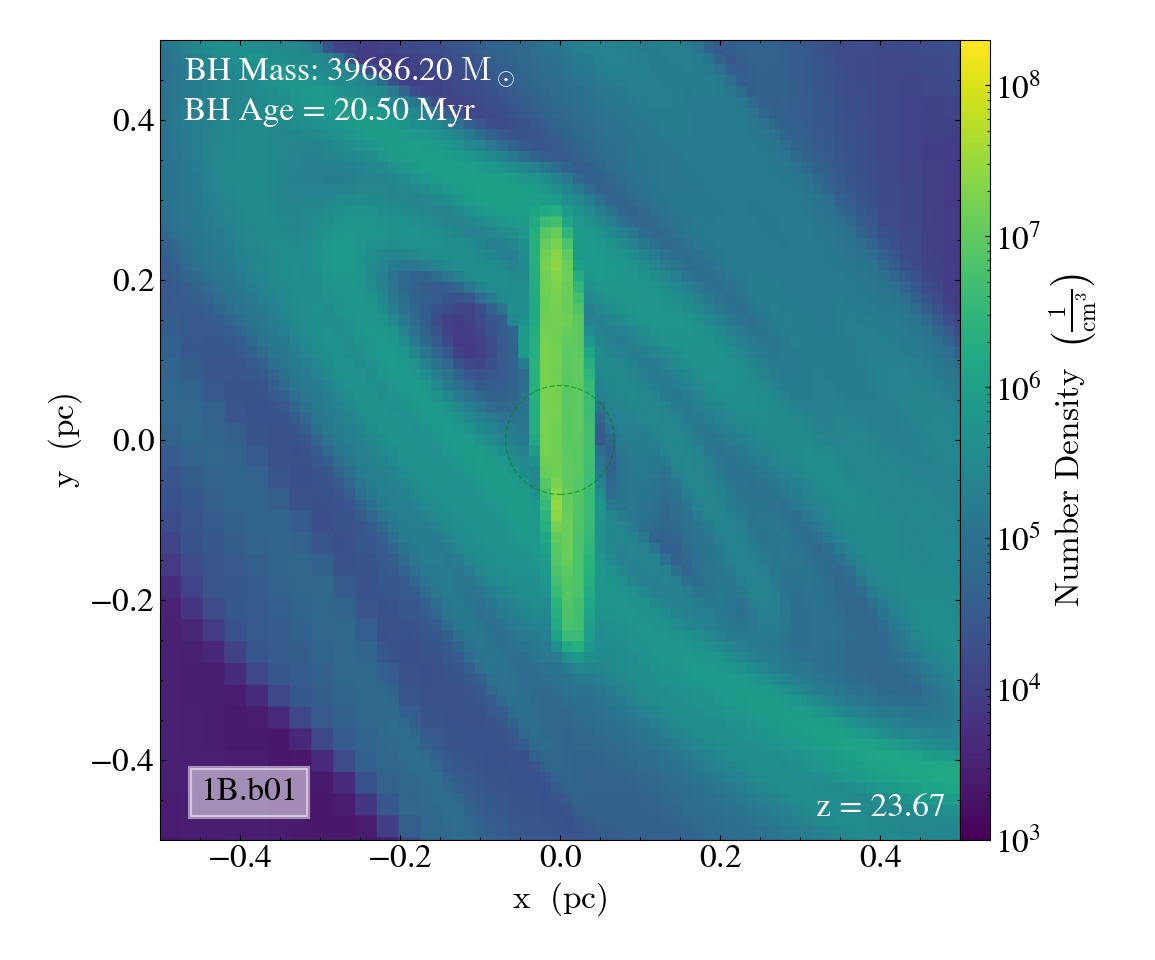 BH Mass: 39686.20 M⊙
BH Age = 20.50 Myr
0.4
0.2
0.0
−0.2
−0.4
y (pc)
1B.b01
z = 23.67
−0.4 −0.2 0.0 0.2 0.4
x (pc)
10⁸
10⁷
10⁶
10⁵
10⁴
10³
Number Density (1/cm³)